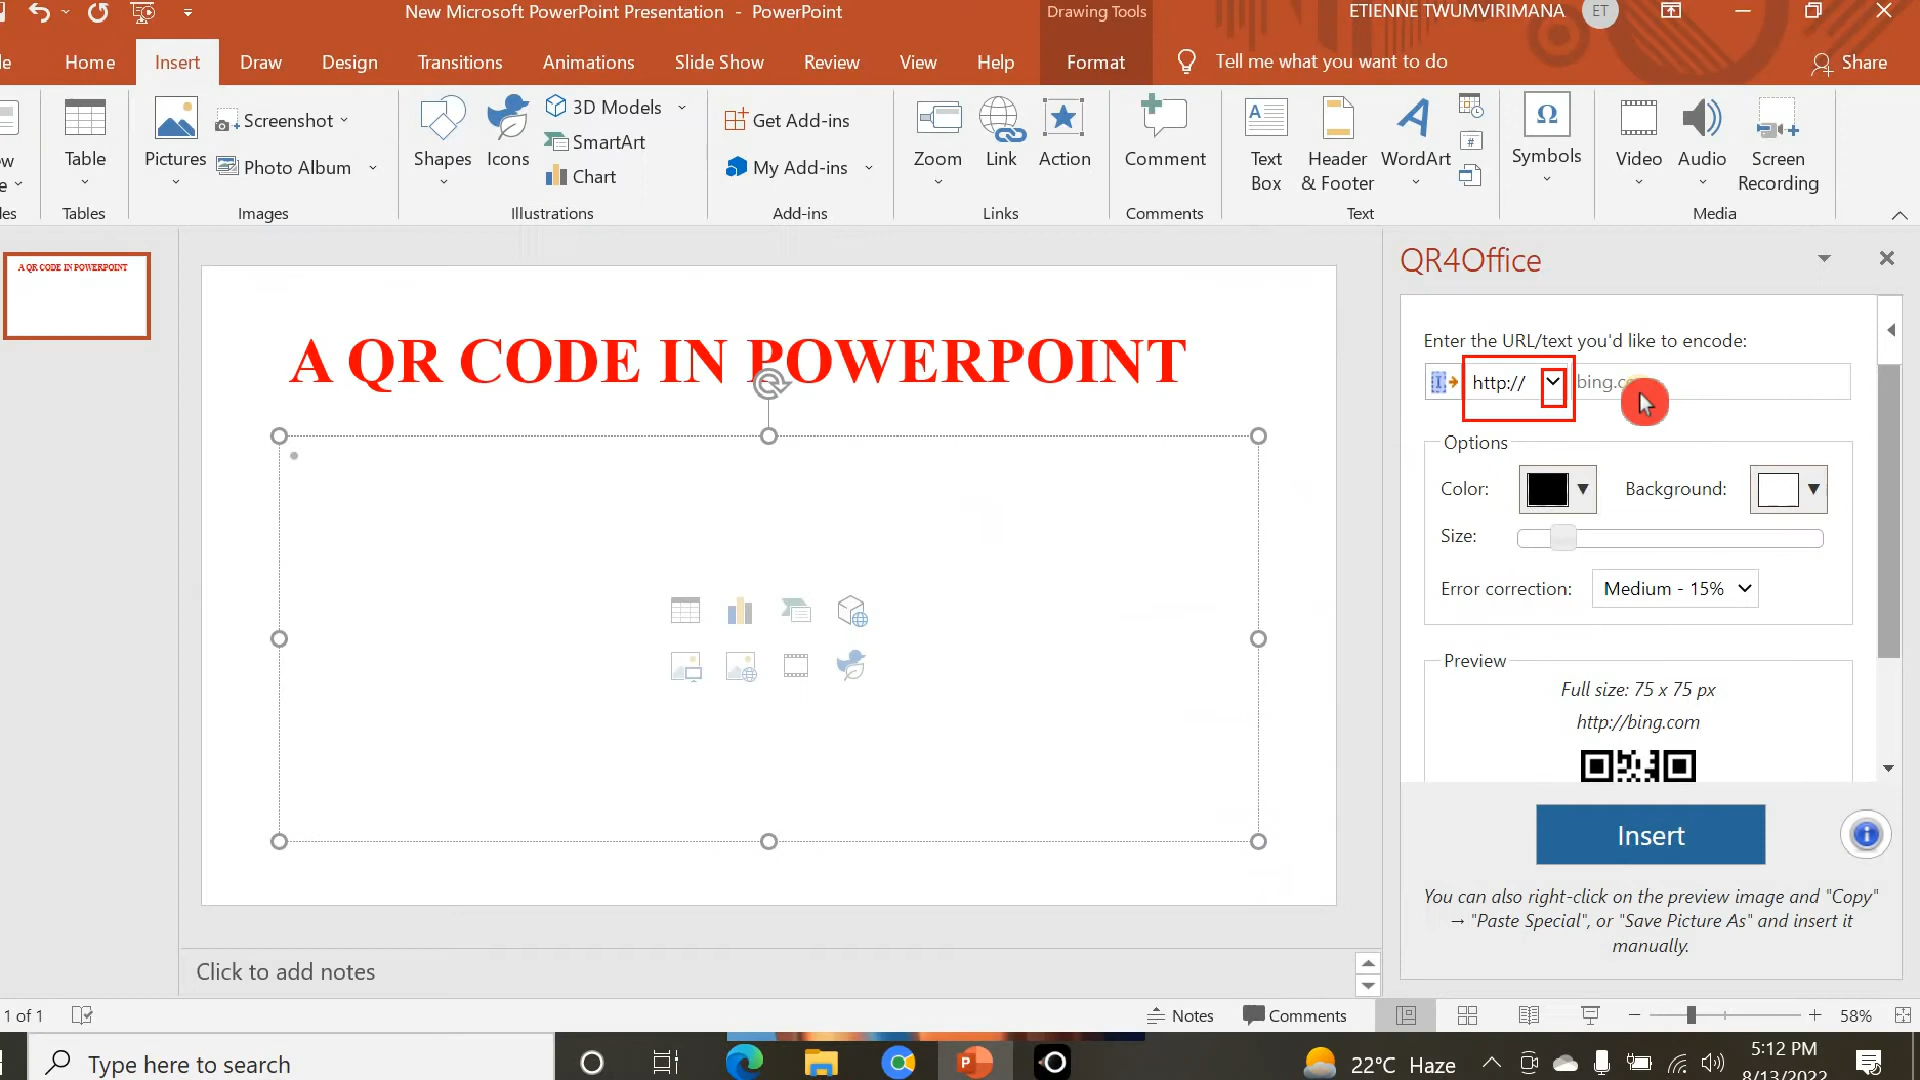 New Microsoft PowerPoint Presentation - PowerPoint
Drawing Tools
ETIENNE TWUMVIRIMANA
ET
Home Insert Draw Design Transitions Animations Slide Show Review View Help Format
Tell me what you want to do
Share
Table
Tables
Pictures
Screenshot
Photo Album
Images
Shapes
Icons
3D Models
SmartArt
Chart
Illustrations
Get Add-ins
My Add-ins
Add-ins
Zoom
Link
Action
Links
Comment
Comments
Text
Box
Header
& Footer
WordArt
Text
Symbols
Video
Audio
Screen
Recording
Media
A QR CODE IN POWERPOINT
A QR CODE IN POWERPOINT
QR4Office
Enter the URL/text you'd like to encode:
http://
Options
Color:
Background:
Size:
Error correction:
Medium - 15%
Preview
Full size: 75 x 75 px
http://bing.com
Insert
You can also right-click on the preview image and "Copy"
→ "Paste Special", or "Save Picture As" and insert it
manually.
Click to add notes
1 of 1
Notes
Comments
58%
Type here to search
22°C Haze
5:12 PM
8/13/2022